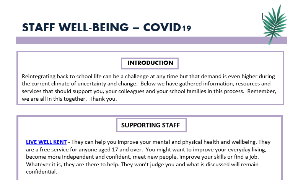 STAFF WELL-BEING – COVID19
INIRODUCTION
Reintegrating back to school life can be a challenge at any time but that demand is even higher during
the current climate of uncertainty and change. Below we have gathered information, resources and
services that should support you, your colleagues and your school families in this process. Remember,
we are all in this together. Thank you.
SUPPORTING STAFF
LIVE WELL KENT - They can help you improve your mental and physical health and wellbeing. They
are a free service for anyone aged 17 and over. You might want to improve your everyday living,
become more independent and confident, meet new people, improve your skills or find a job.
Whatever it is, they are there to help. They won't judge you and what is discussed will remain
confidential.